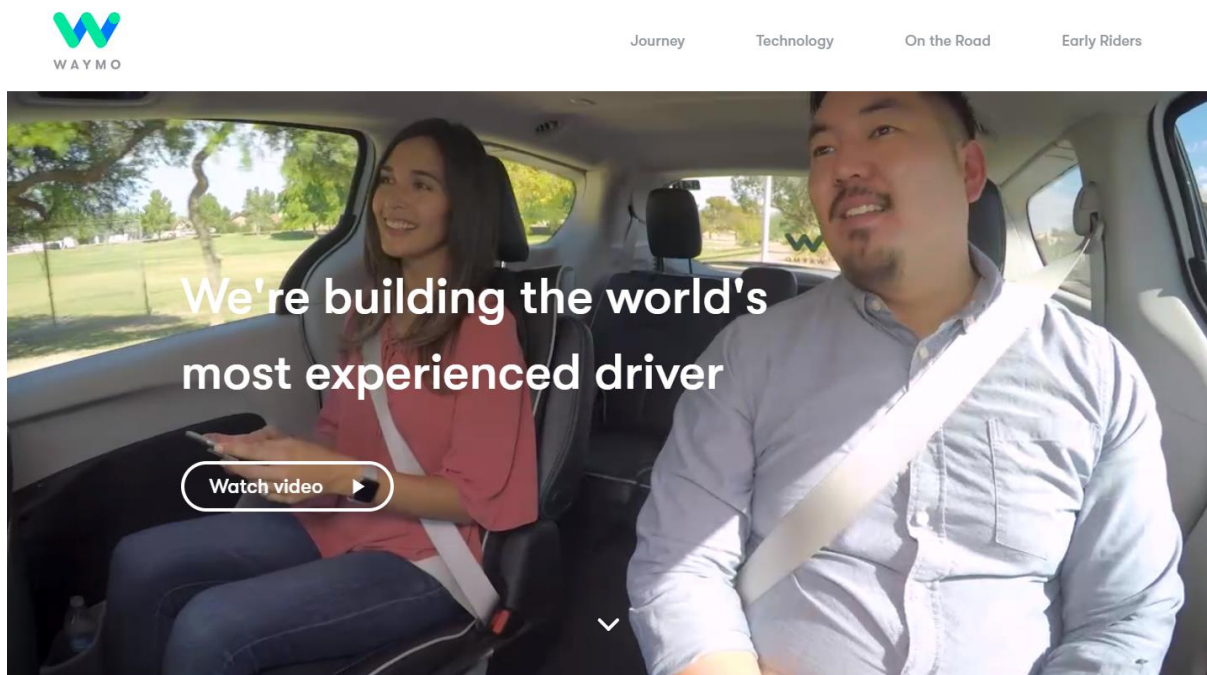 WAYMO
Journey Technology On the Road Early Riders
We're building the world's
most experienced driver
Watch video